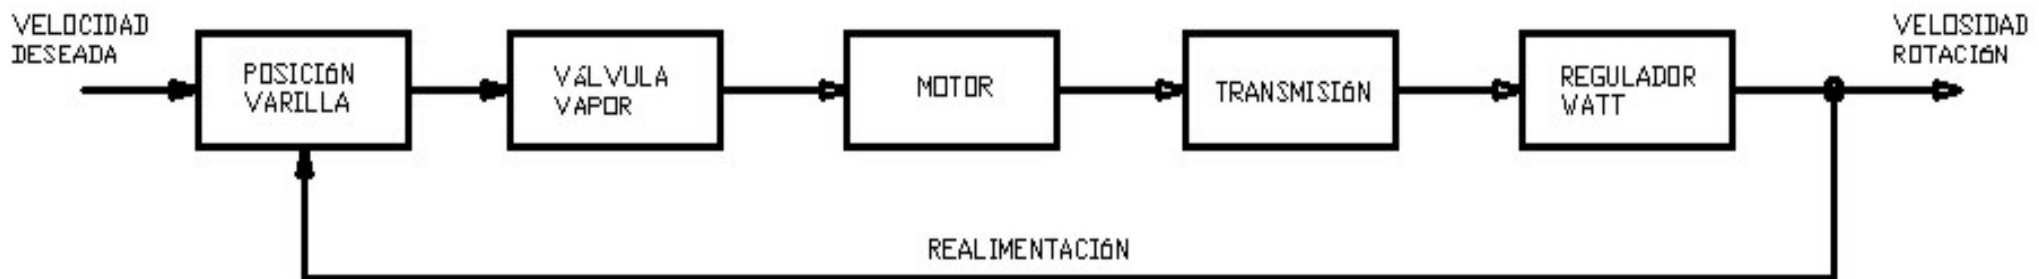 VELOCIDAD
DESEADA
POSICIÓN
VARILLA
VÁLVULA
VAPOR
MOTOR
TRANSMISIÓN
REGULADOR
WATT
VELOSIDAD
ROTACIÓN
REALIMENTACIÓN